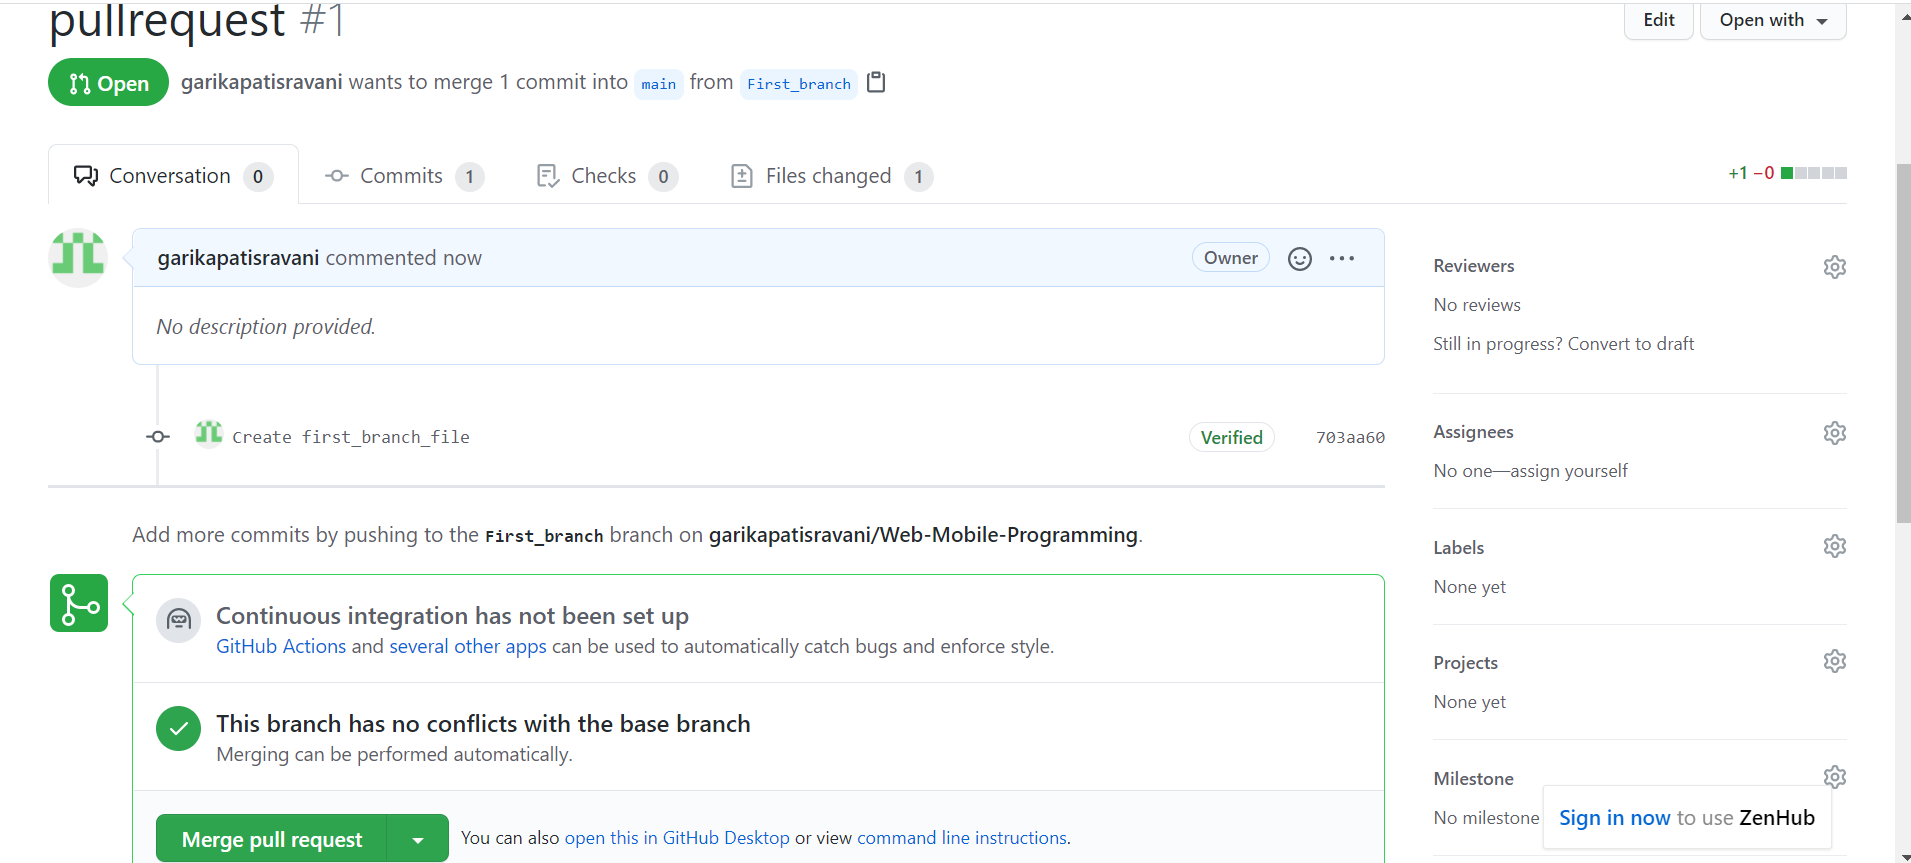 pullrequest #1
Edit
Open with
Open
garikapatisravani wants to merge 1 commit into main from First_branch
Conversation 0
Commits 1
Checks 0
Files changed 1
+1 −0
garikapatisravani commented now
Owner
No description provided.
Create first_branch_file
Verified
703aa60
Add more commits by pushing to the First_branch branch on garikapatisravani/Web-Mobile-Programming.
Continuous integration has not been set up
GitHub Actions and several other apps can be used to automatically catch bugs and enforce style.
This branch has no conflicts with the base branch
Merging can be performed automatically.
Merge pull request
You can also open this in GitHub Desktop or view command line instructions.
Reviewers
No reviews
Still in progress? Convert to draft
Assignees
No one—assign yourself
Labels
None yet
Projects
None yet
Milestone
No milestone
Sign in now to use ZenHub